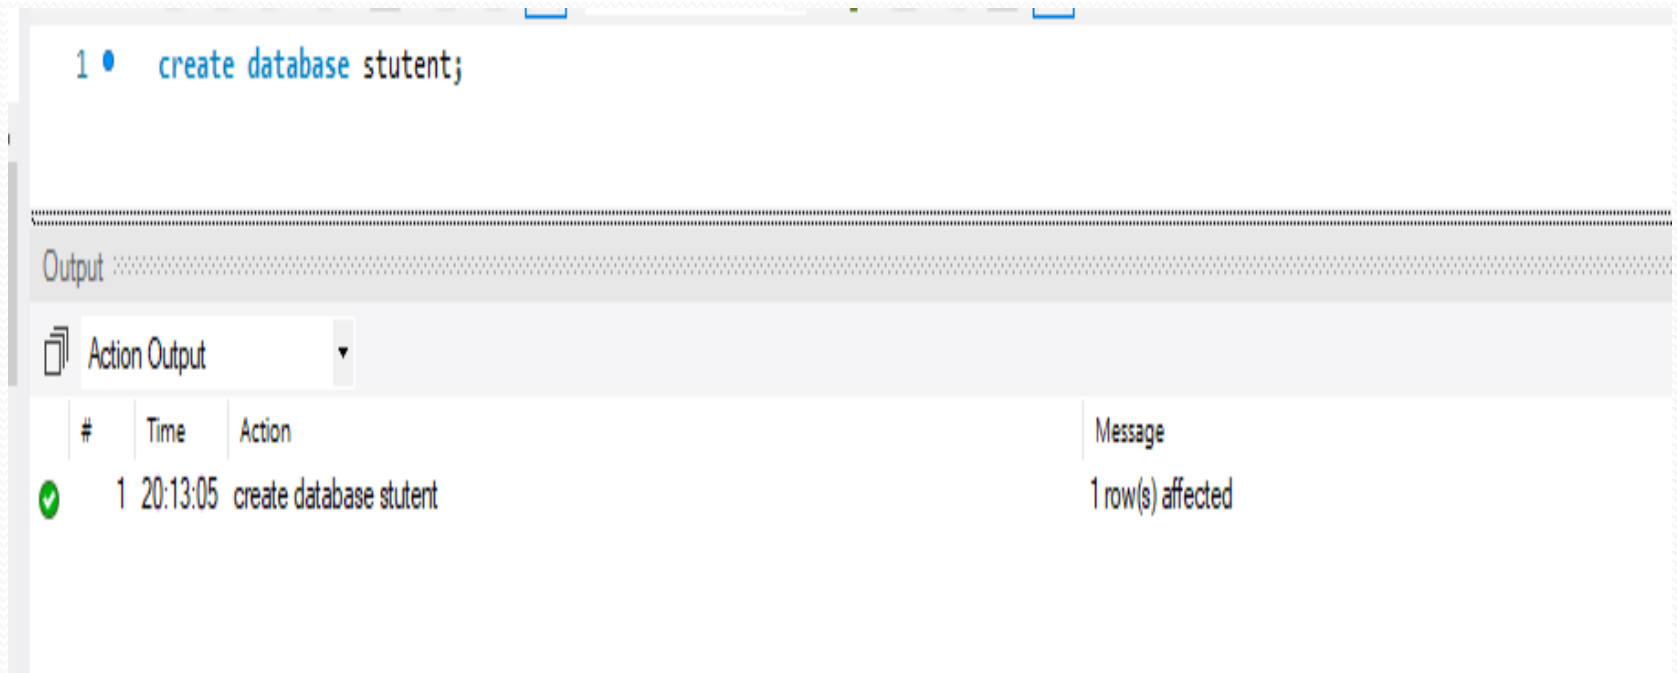 1 create database stutent;
Output
Action Output
# Time Action Message
1 20:13:05 create database stutent 1 row(s) affected